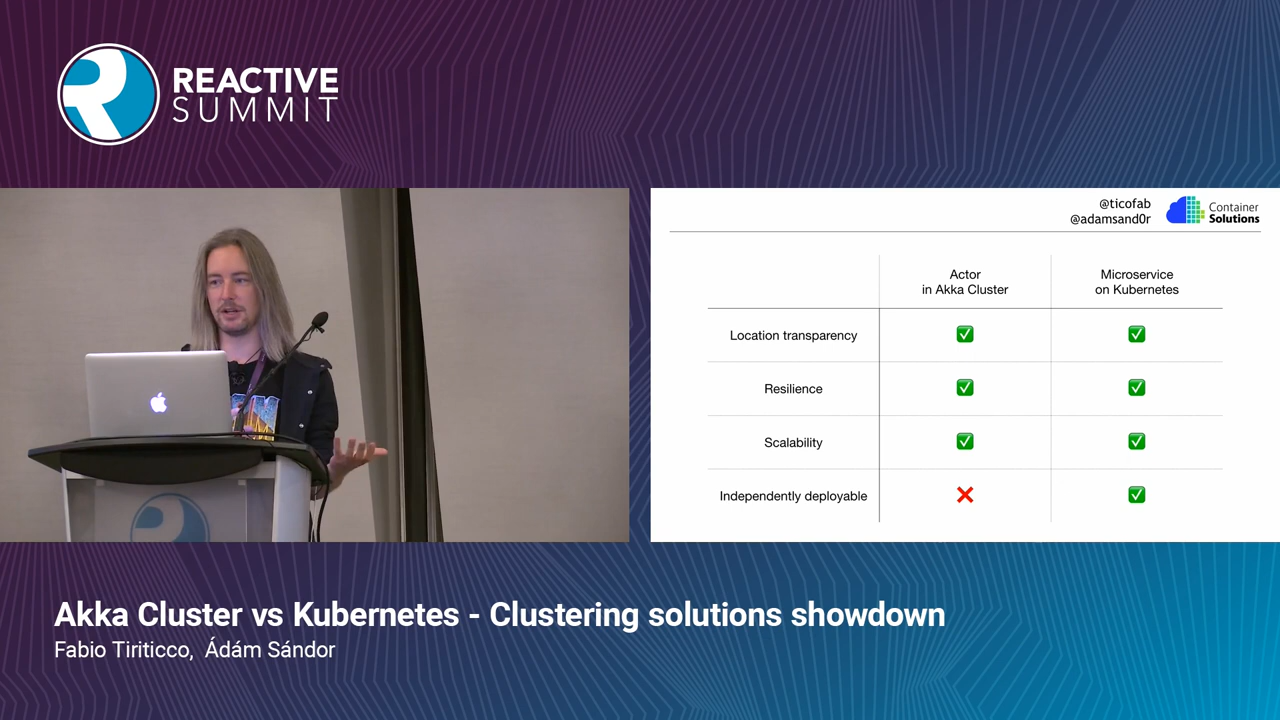 REACTIVE
SUMMIT
@ticofab
@adamsand0r
Container
Solutions
Actor
in Akka Cluster
Microservice
on Kubernetes
Location transparency
Resilience
Scalability
Independently deployable
Akka Cluster vs Kubernetes - Clustering solutions showdown
Fabio Tiriticco, Ádám Sándor